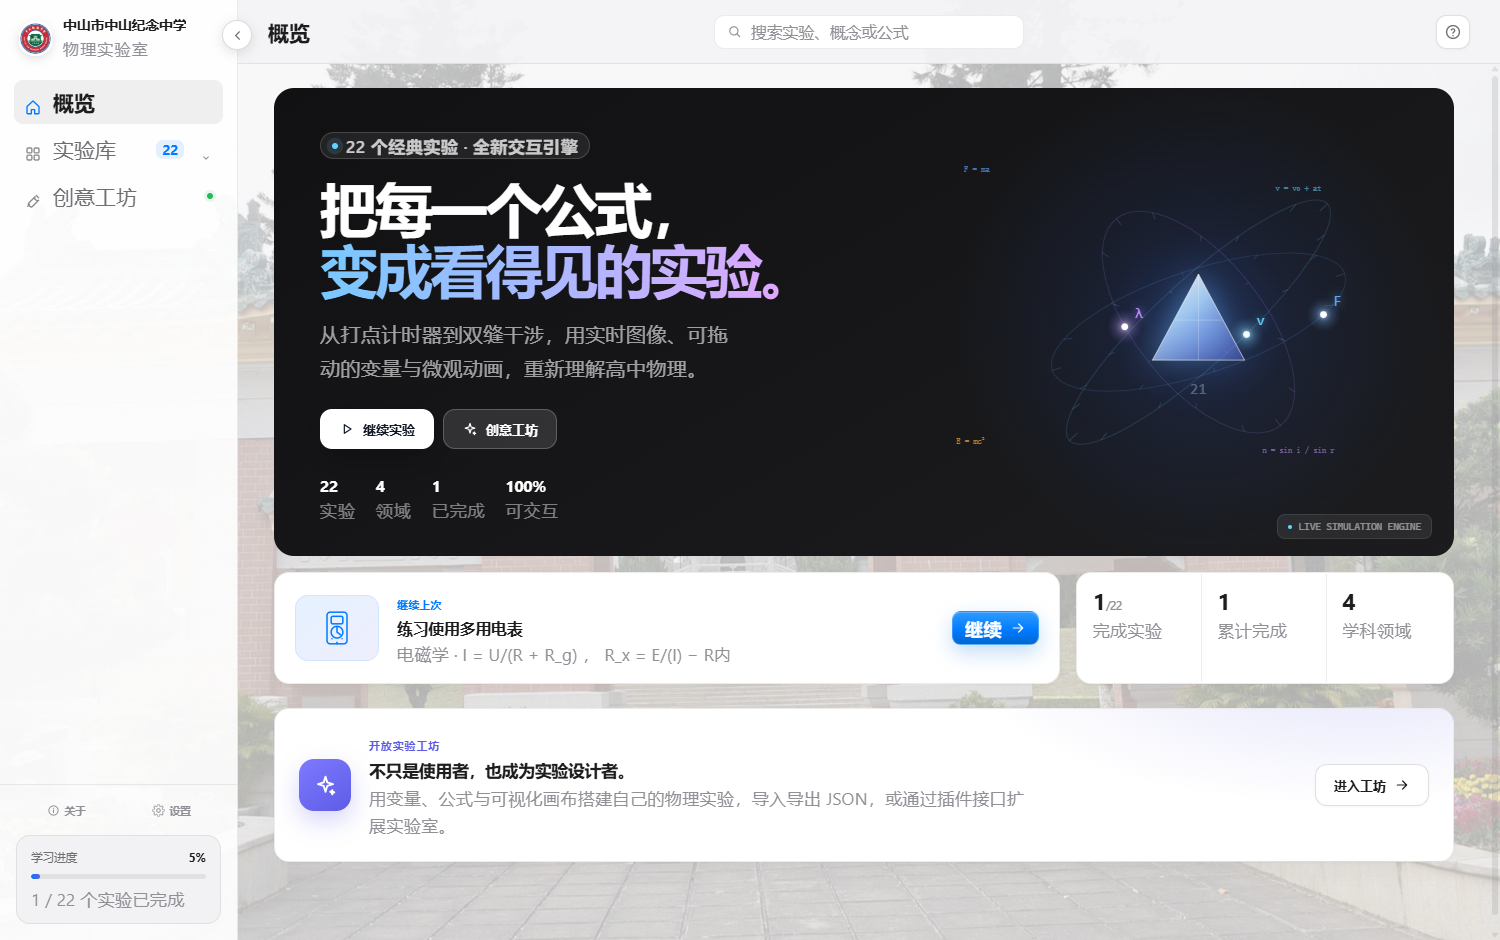 中山市中山纪念中学
物理实验室
概览
搜索实验、概念或公式
概览
实验库
22
创意工坊
22 个经典实验 · 全新交互引擎
把每一个公式，
变成看得见的实验。
从打点计时器到双缝干涉，用实时图像、可拖
动的变量与微观动画，重新理解高中物理。
继续实验
创意工坊
22
实验
4
领域
1
已完成
100%
可交互
F = ma
v = v₀ + at
λ
v
F
21
E = mc²
n = sin i / sin r
LIVE SIMULATION ENGINE
继续上次
练习使用多用电表
电磁学 · I = U/(R + R_g) ， R_x = E/(I) − R内
继续
1/22
完成实验
1
累计完成
4
学科领域
开放实验工坊
不只是使用者，也成为实验设计者。
用变量、公式与可视化画布搭建自己的物理实验，导入导出 JSON，或通过插件接口扩
展实验室。
进入工坊
关于
设置
学习进度
5%
1 / 22 个实验已完成